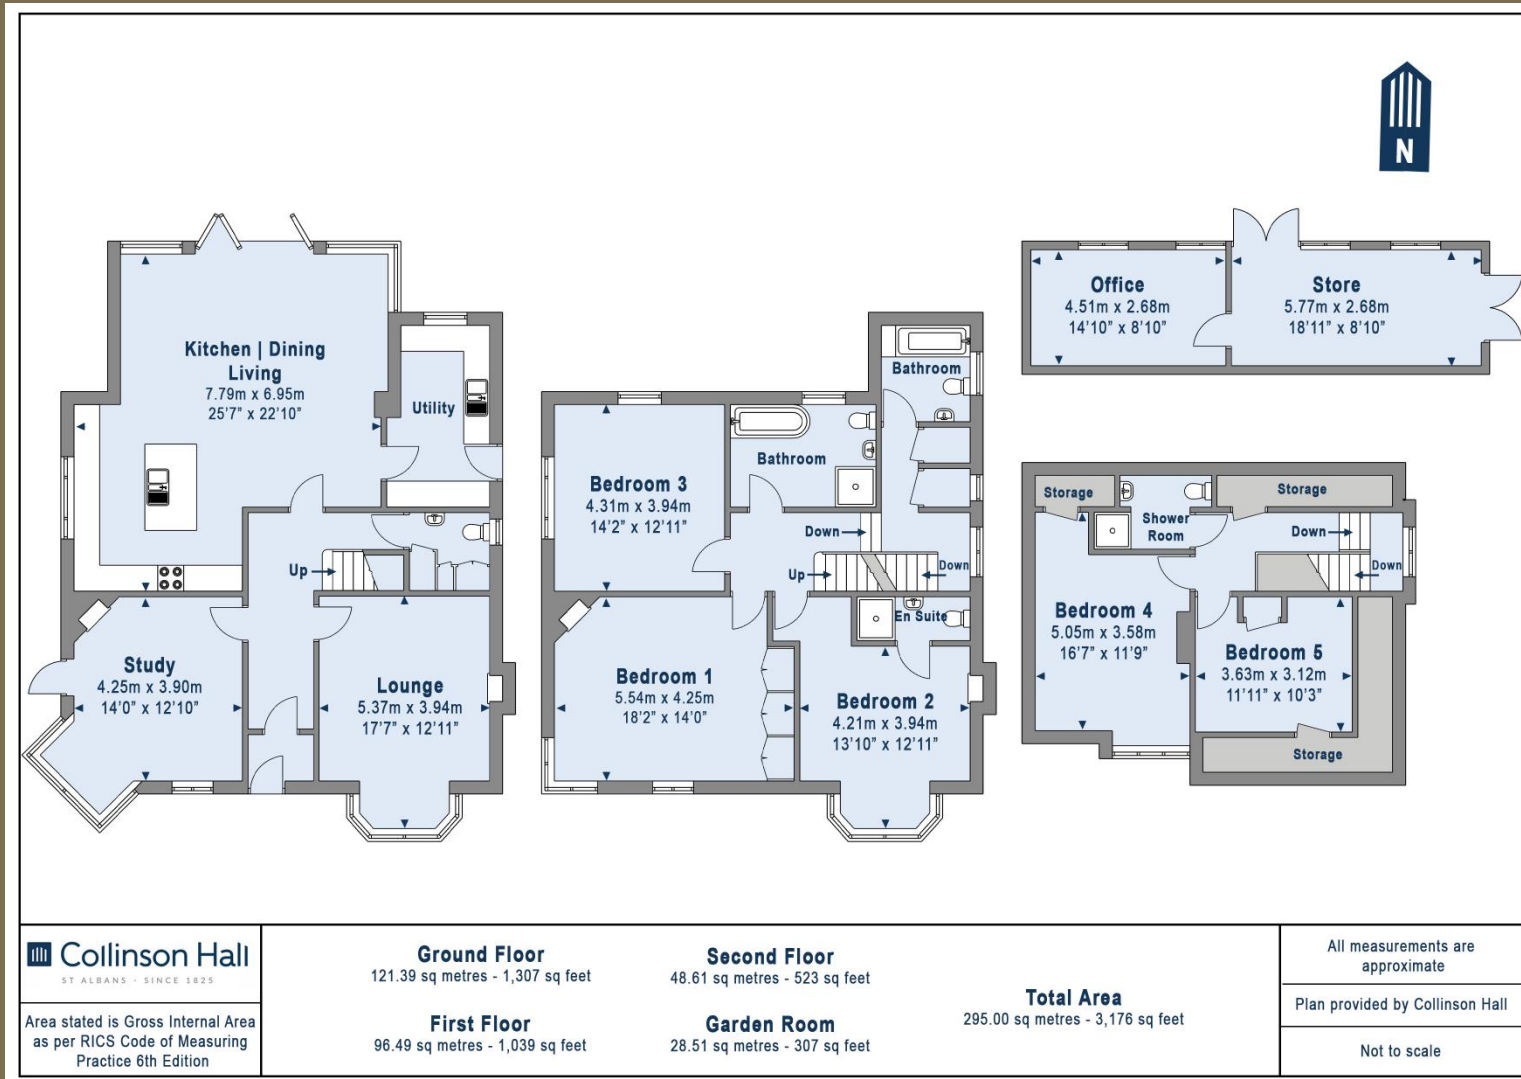 N
Kitchen | Dining
Living
7.79m x 6.95m
25'7” x 22'10”
Utility
Up
Study
4.25m x 3.90m
14'0” x 12'10”
Lounge
5.37m x 3.94m
17'7” x 12'11”
Bedroom 3
4.31m x 3.94m
14'2” x 12'11”
Bathroom
Bathroom
Down
Up
Down
En Suite
Bedroom 1
5.54m x 4.25m
18'2” x 14'0”
Bedroom 2
4.21m x 3.94m
13'10” x 12'11”
Office
4.51m x 2.68m
14'10” x 8'10”
Store
5.77m x 2.68m
18'11” x 8'10”
Storage
Shower
Room
Storage
Down
Down
Bedroom 4
5.05m x 3.58m
16'7” x 11'9”
Bedroom 5
3.63m x 3.12m
11'11” x 10'3”
Storage
Collinson Hall
ST ALBANS - SINCE 1825
Area stated is Gross Internal Area
as per RICS Code of Measuring
Practice 6th Edition
Ground Floor
121.39 sq metres - 1,307 sq feet
First Floor
96.49 sq metres - 1,039 sq feet
Second Floor
48.61 sq metres - 523 sq feet
Garden Room
28.51 sq metres - 307 sq feet
Total Area
295.00 sq metres - 3,176 sq feet
All measurements are
approximate
Plan provided by Collinson Hall
Not to scale